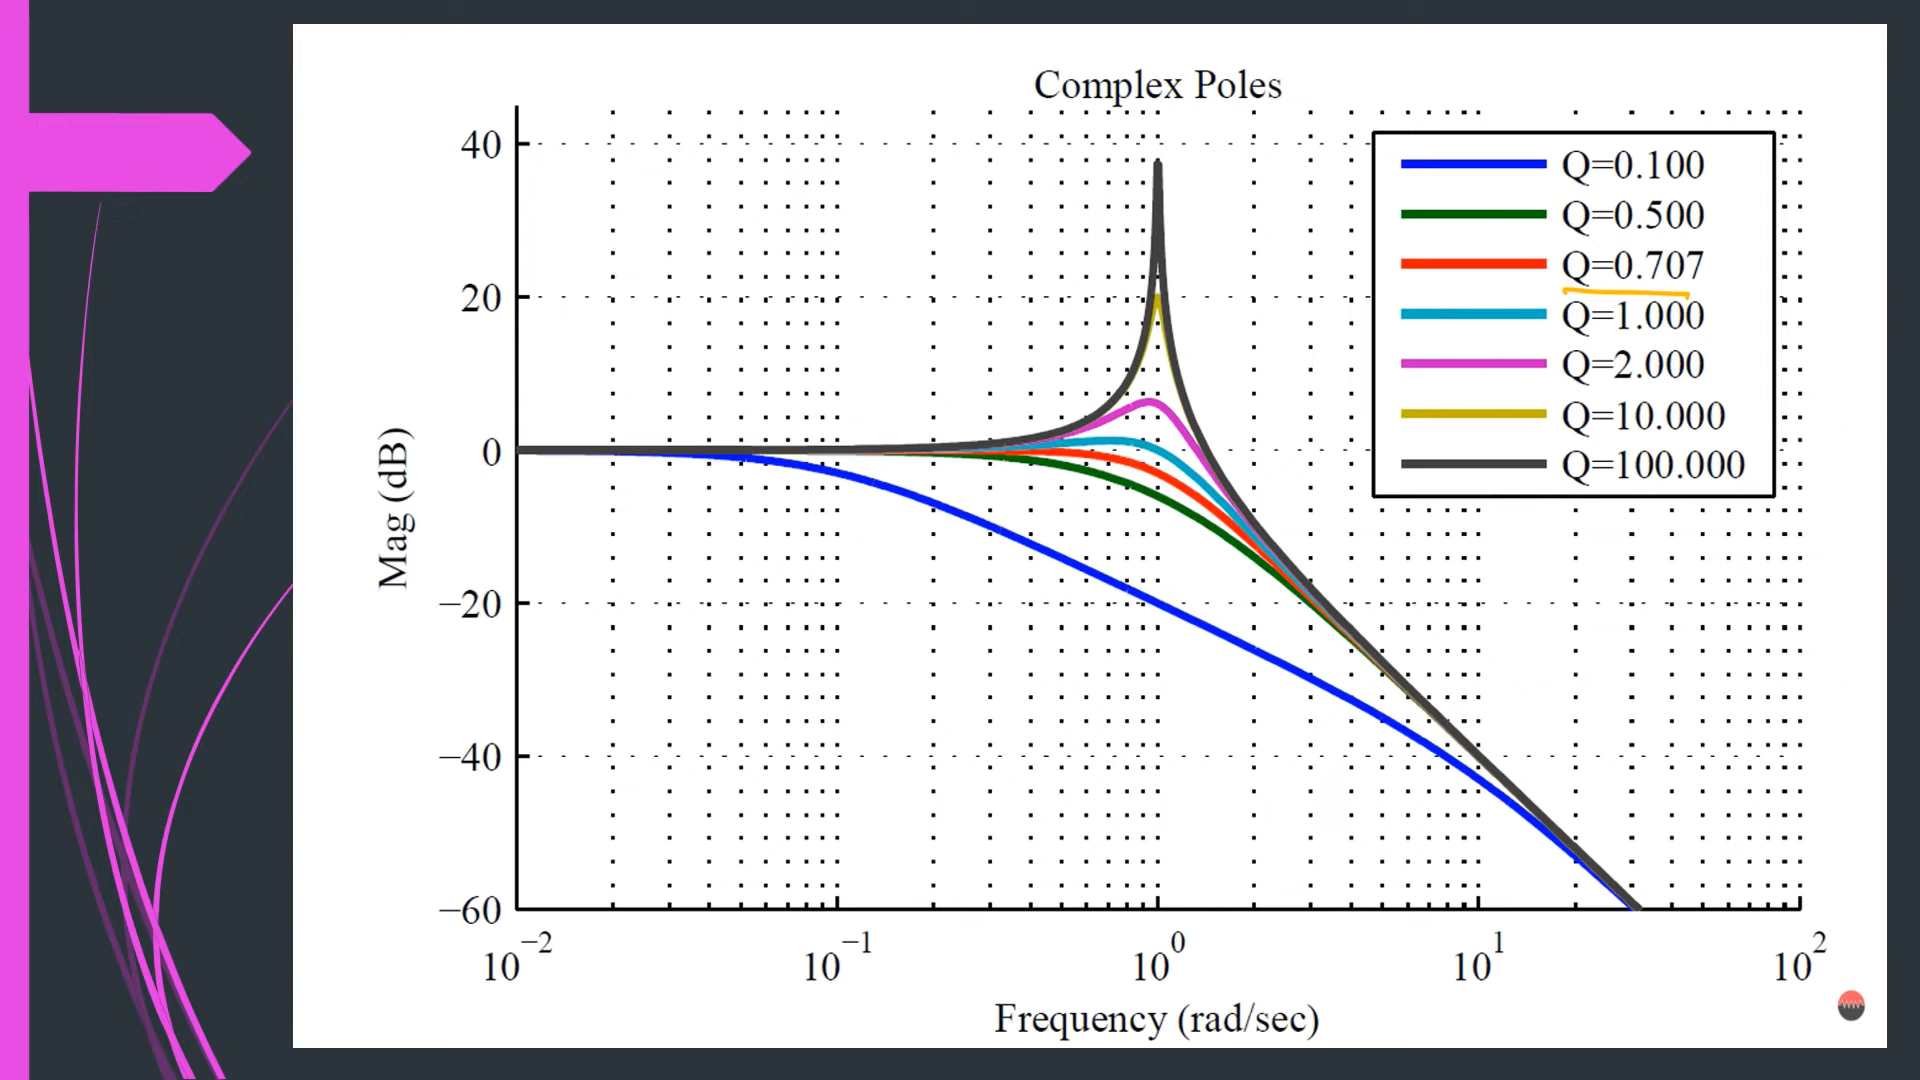 Complex Poles
40
20
0
−20
−40
−60
Mag (dB)
Q=0.100
Q=0.500
Q=0.707
Q=1.000
Q=2.000
Q=10.000
Q=100.000
10⁻² 10⁻¹ 10⁰ 10¹ 10²
Frequency (rad/sec)